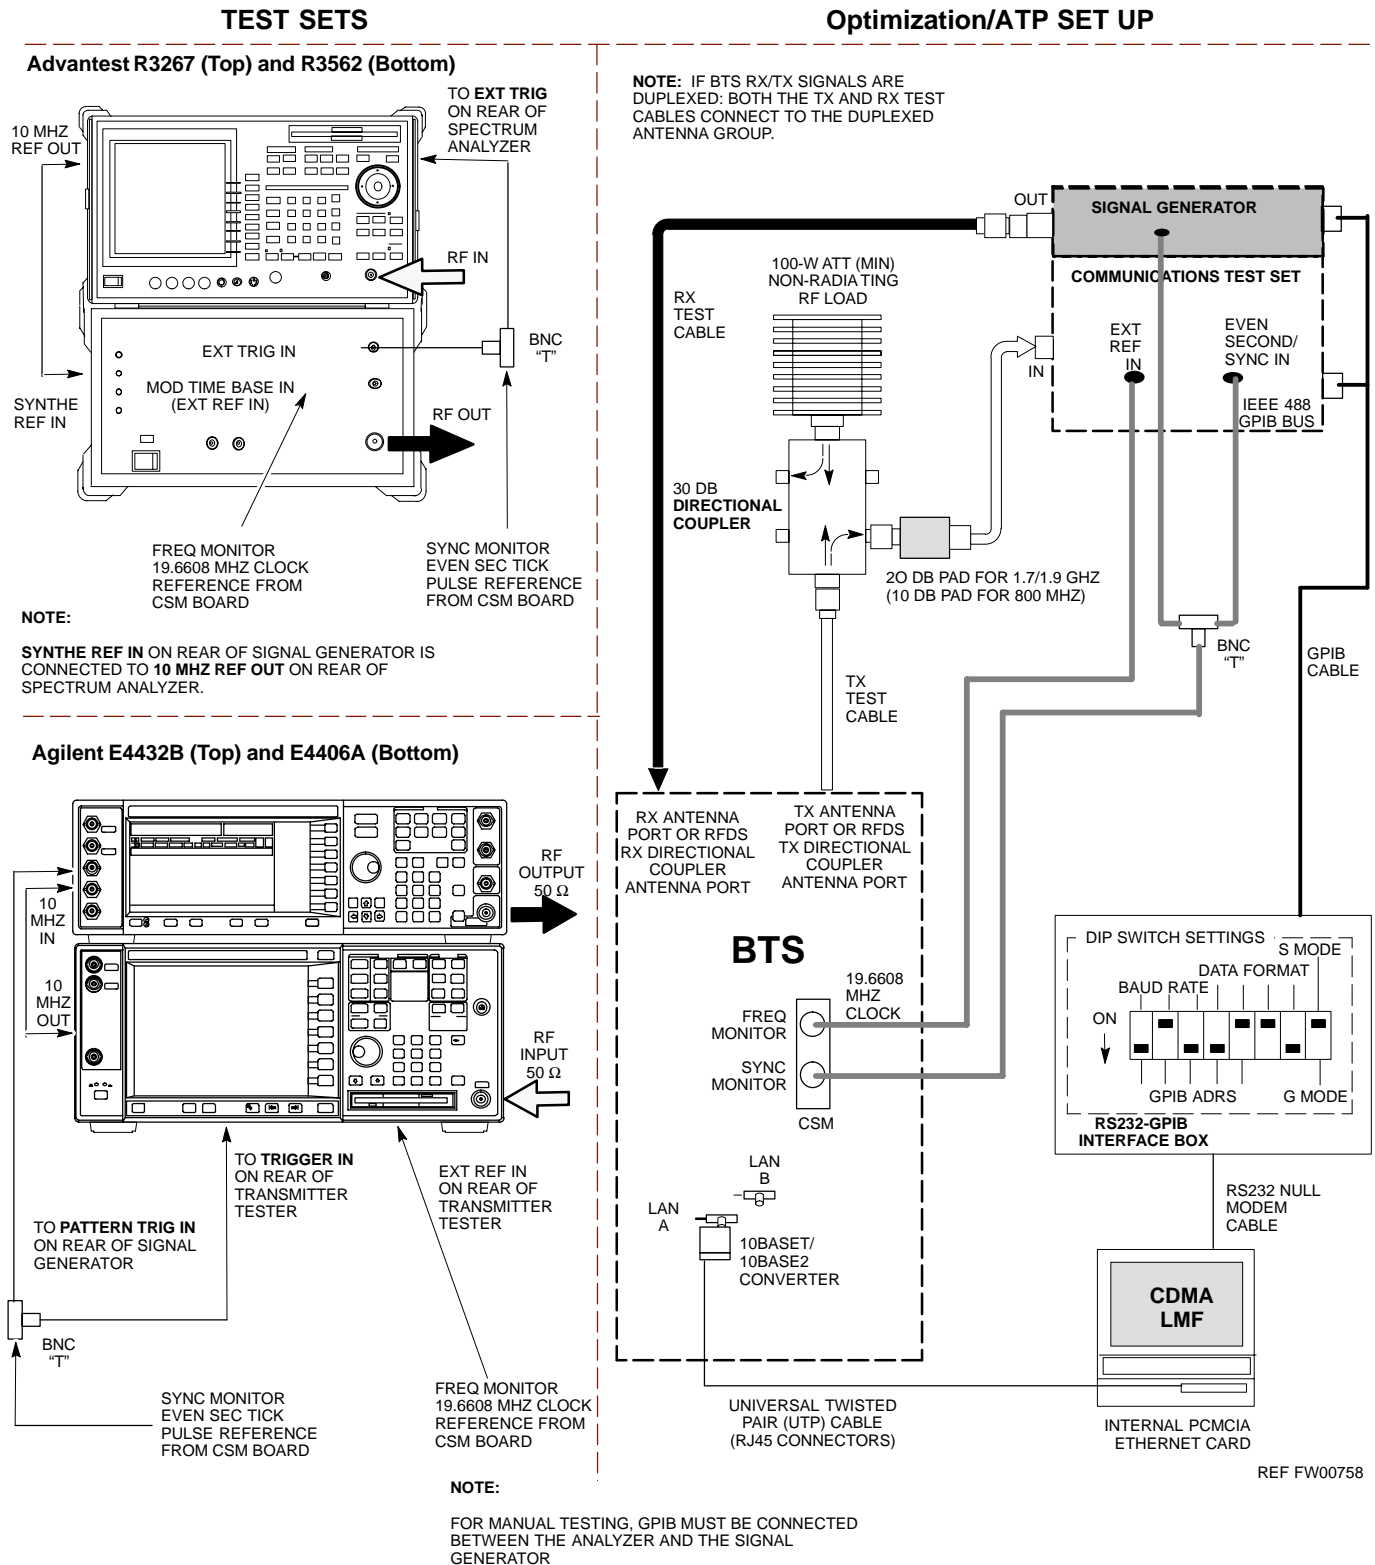 TEST SETS
Optimization/ATP SET UP
Advantest R3267 (Top) and R3562 (Bottom)
TO EXT TRIG
ON REAR OF
SPECTRUM
ANALYZER
10 MHZ
REF OUT
RF IN
BNC
“T”
EXT TRIG IN
MOD TIME BASE IN
(EXT REF IN)
SYNTHE
REF IN
RF OUT
FREQ MONITOR
19.6608 MHZ CLOCK
REFERENCE FROM
CSM BOARD
SYNC MONITOR
EVEN SEC TICK
PULSE REFERENCE
FROM CSM BOARD
NOTE:
SYNTHE REF IN ON REAR OF SIGNAL GENERATOR IS
CONNECTED TO 10 MHZ REF OUT ON REAR OF
SPECTRUM ANALYZER.
Agilent E4432B (Top) and E4406A (Bottom)
RF
OUTPUT
50 Ω
10
MHZ
IN
10
MHZ
OUT
RF
INPUT
50 Ω
TO TRIGGER IN
ON REAR OF
TRANSMITTER
TESTER
EXT REF IN
ON REAR OF
TRANSMITTER
TESTER
TO PATTERN TRIG IN
ON REAR OF SIGNAL
GENERATOR
BNC
“T”
SYNC MONITOR
EVEN SEC TICK
PULSE REFERENCE
FROM CSM BOARD
FREQ MONITOR
19.6608 MHZ CLOCK
REFERENCE FROM
CSM BOARD
NOTE:
FOR MANUAL TESTING, GPIB MUST BE CONNECTED
BETWEEN THE ANALYZER AND THE SIGNAL
GENERATOR
NOTE: IF BTS RX/TX SIGNALS ARE
DUPLEXED: BOTH THE TX AND RX TEST
CABLES CONNECT TO THE DUPLEXED
ANTENNA GROUP.
OUT
SIGNAL GENERATOR
COMMUNICATIONS TEST SET
100-W ATT (MIN)
NON-RADIA TING
RF LOAD
RX
TEST
CABLE
IN
EXT
REF
IN
EVEN
SECOND/
SYNC IN
IEEE 488
GPIB BUS
30 DB
DIRECTIONAL
COUPLER
2O DB PAD FOR 1.7/1.9 GHZ
(10 DB PAD FOR 800 MHZ)
BNC
“T”
GPIB
CABLE
TX
TEST
CABLE
RX ANTENNA
PORT OR RFDS
RX DIRECTIONAL
COUPLER
ANTENNA PORT
TX ANTENNA
PORT OR RFDS
TX DIRECTIONAL
COUPLER
ANTENNA PORT
BTS
19.6608
MHZ
CLOCK
FREQ
MONITOR
SYNC
MONITOR
CSM
LAN
B
LAN
A
10BASET/
10BASE2
CONVERTER
DIP SWITCH SETTINGS
S MODE
DATA FORMAT
BAUD RATE
ON
GPIB ADRS
G MODE
RS232-GPIB
INTERFACE BOX
RS232 NULL
MODEM
CABLE
CDMA
LMF
UNIVERSAL TWISTED
PAIR (UTP) CABLE
(RJ45 CONNECTORS)
INTERNAL PCMCIA
ETHERNET CARD
REF FW00758